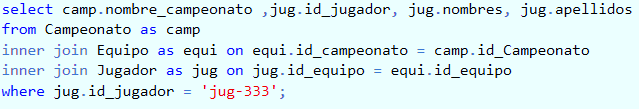 select camp.nombre_campeonato ,jug.id_jugador, jug.nombres, jug.apellidos
from Campeonato as camp
inner join Equipo as equi on equi.id_campeonato = camp.id_Campeonato
inner join Jugador as jug on jug.id_equipo = equi.id_equipo
where jug.id_jugador = 'jug-333';